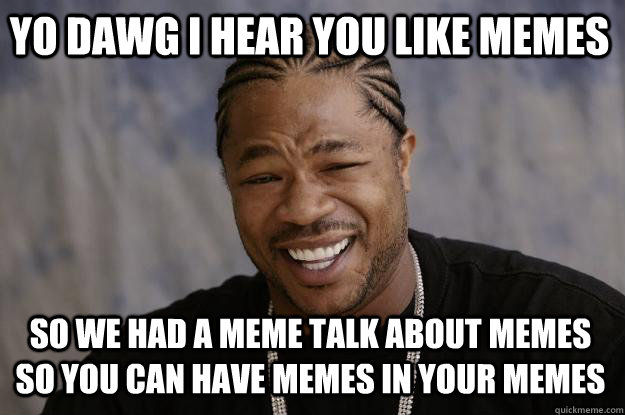 YO DAWG I HEAR YOU LIKE MEMES
SO WE HAD A MEME TALK ABOUT MEMES
SO YOU CAN HAVE MEMES IN YOUR MEMES
quickmeme.com